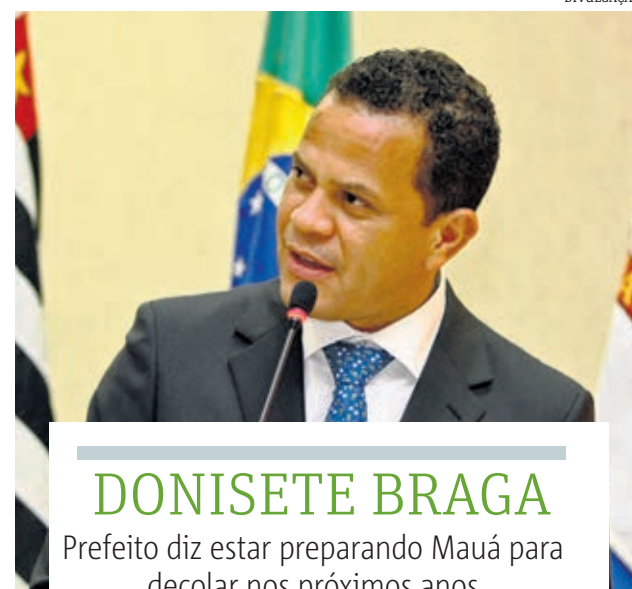 DONISETE BRAGA
Prefeito diz estar preparando Mauá para
decolar nos próximos anos